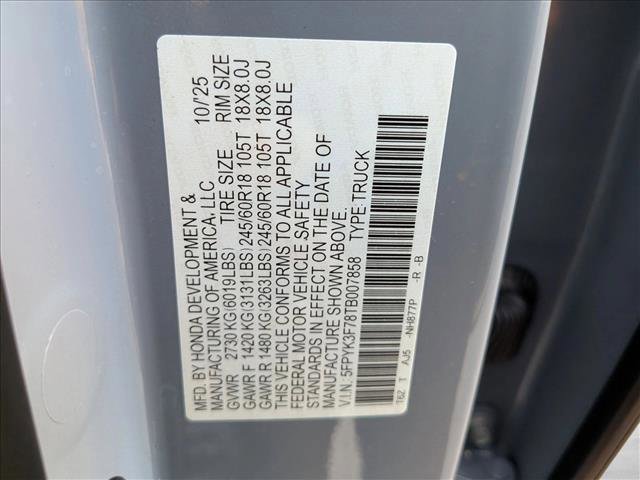 MFD. BY HONDA DEVELOPMENT & 10/'25
MANUFACTURING OF AMERICA, LLC
GVWR 2730 KG(6019LBS) TIRE SIZE RIM SIZE
GAWR F 1420 KG(3131LBS)245/60R18 105T 18X8.0J
GAWR R 1480 KG(3263LBS)245/60R18 105T 18X8.0J
THIS VEHICLE CONFORMS TO ALL APPLICABLE
FEDERAL MOTOR VEHICLE SAFETY
STANDARDS IN EFFECT ON THE DATE OF
MANUFACTURE SHOWN ABOVE.
V.I.N.: 5FPYK3F78TB007858 TYPE:TRUCK
T6Z T AJ5 -NH877P -R -B